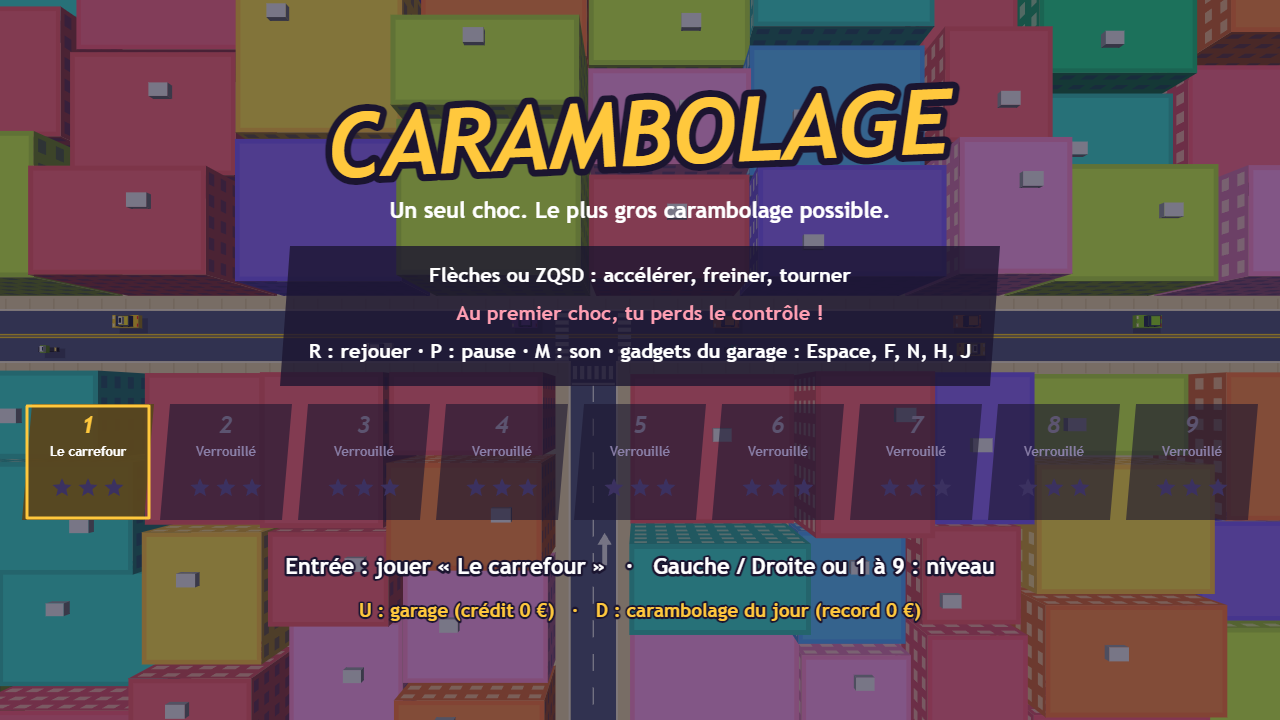 CARAMBOLAGE
Un seul choc. Le plus gros carambolage possible.
Flèches ou ZQSD : accélérer, freiner, tourner
Au premier choc, tu perds le contrôle !
R : rejouer · P : pause · M : son · gadgets du garage : Espace, F, N, H, J
1 2 3 4 5 6 7 8 9
Le carrefour Verrouillé Verrouillé Verrouillé Verrouillé Verrouillé Verrouillé Verrouillé Verrouillé
Entrée : jouer « Le carrefour » · Gauche / Droite ou 1 à 9 : niveau
U : garage (crédit 0 €) · D : carambolage du jour (record 0 €)